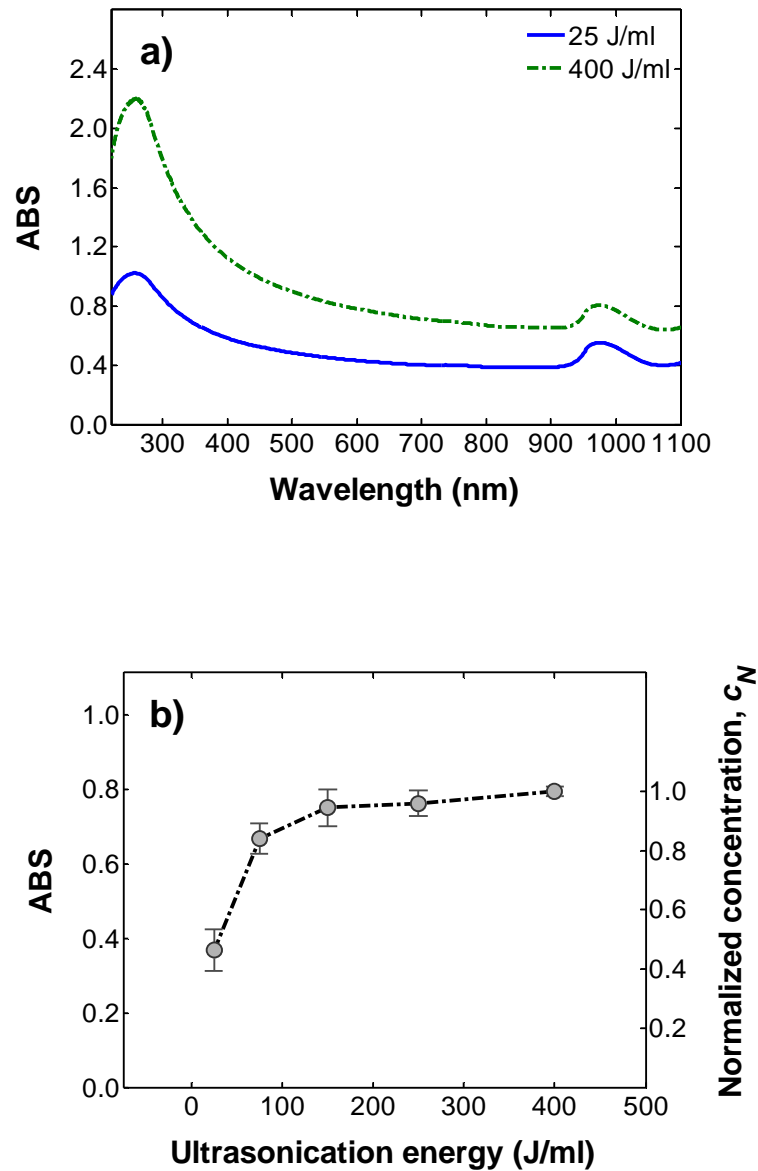 a)
25 J/ml
400 J/ml
2.4
2.0
1.6
1.2
0.8
0.4
0.0
ABS
300 400 500 600 700 800 900 1000 1100
Wavelength (nm)
b)
1.0
0.8
0.6
0.4
0.2
0.0
ABS
1.0
0.8
0.6
0.4
0.2
Normalized concentration, c_N
0 100 200 300 400 500
Ultrasonication energy (J/ml)